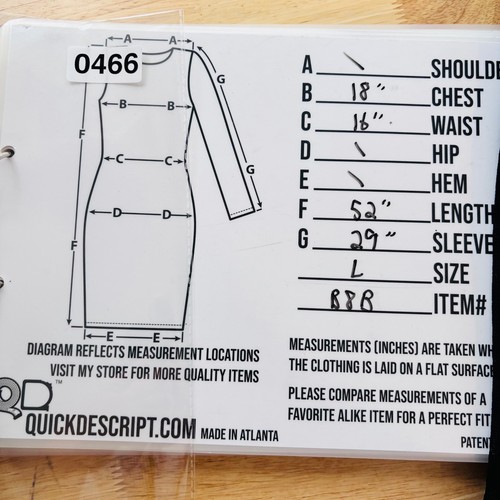 A A
0466
G
F
B B
C C
G
D D
F
E E
A \ SHOULDE
B 18" CHEST
C 16" WAIST
D \ HIP
E \ HEM
F 52" LENGTH
G 29" SLEEVE
L SIZE
B8B ITEM#
DIAGRAM REFLECTS MEASUREMENT LOCATIONS
VISIT MY STORE FOR MORE QUALITY ITEMS
QD™
QUICKDESCRIPT.COM MADE IN ATLANTA
MEASUREMENTS (INCHES) ARE TAKEN WH
THE CLOTHING IS LAID ON A FLAT SURFACE
PLEASE COMPARE MEASUREMENTS OF A
FAVORITE ALIKE ITEM FOR A PERFECT FIT
PATEN